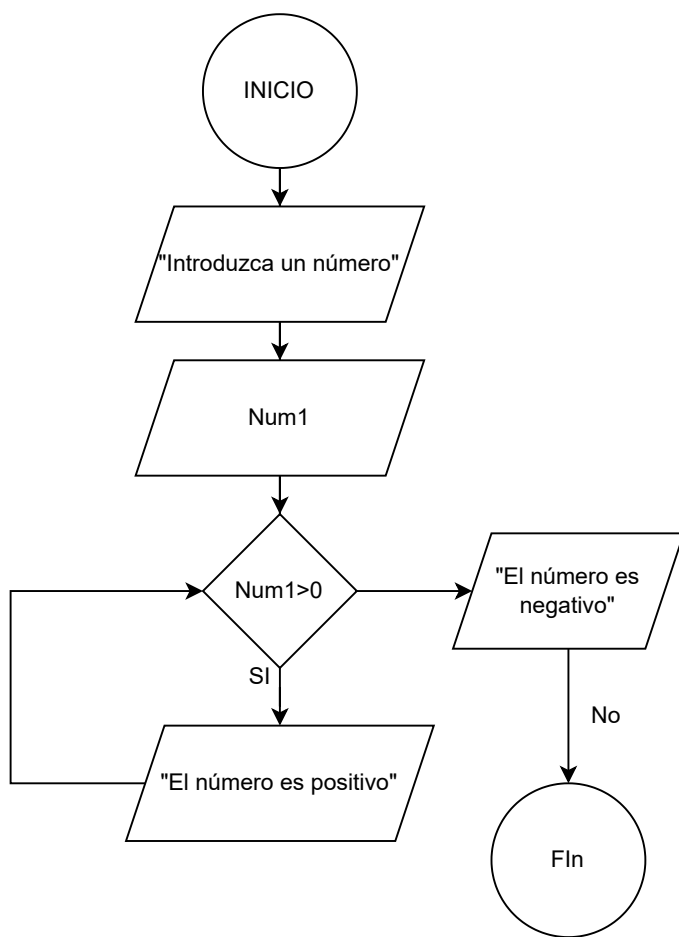 INICIO
"Introduzca un número"
Num1
Num1>0
"El número es
negativo"
SI
No
"El número es positivo"
FIn